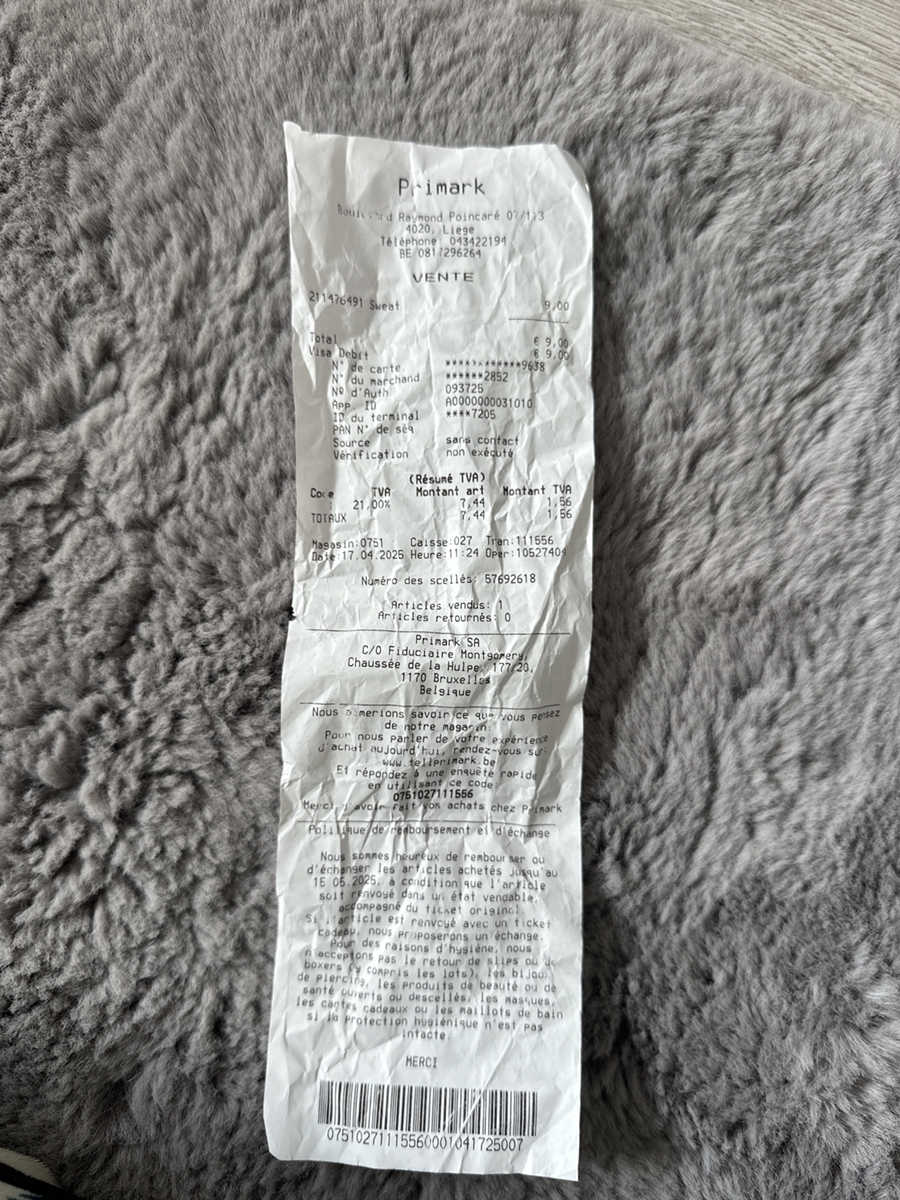 Primark
Boulevard Raymond Poincaré 07/113
4020, Liege
Téléphone: 043422194
BE 0817296264
VENTE
211476491 Sweat 9,00
Total € 9,00
Visa Debit € 9,00
N° de carte ************9638
N° du marchand ******2852
Nº d'Auth 093725
App. ID A0000000031010
ID du terminal ****7205
PAN N° de séq
Source sans contact
Vérification non exécuté
(Résumé TVA)
Code TVA Montant art Montant TVA
1 21,00% 7,44 1,56
TOTAUX 7,44 1,56
Magasin:0751 Caisse:027 Tran:111556
Date:17.04.2025 Heure:11:24 Oper:10527404
Numéro des scellés: 57692618
Articles vendus: 1
Articles retournés: 0
Primark SA
C/O Fiduciaire Montgomery,
Chaussée de la Hulpe, 177/20,
1170 Bruxelles
Belgique
Nous aimerions savoir ce que vous pensez
de notre magasin.
Pour nous parler de votre expérience
d'achat aujourd'hui, rendez-vous sur
www.tellprimark.be
Et répondez à une enquête rapide
en utilisant ce code
0751027111556
Merci d'avoir fait vos achats chez Primark
Politique de remboursement et d'échange
Nous sommes heureux de rembourser ou
d'échanger les articles achetés jusqu'au
15.05.2025, à condition que l'article
soit renvoyé dans un état vendable,
accompagné du ticket original.
Si l'article est renvoyé avec un ticket
cadeau, nous proposerons un échange.
Pour des raisons d'hygiène, nous
n'acceptons pas le retour de slips ou de
boxers (y compris les lots), les bijoux
de piercing, les produits de beauté ou de
santé ouverts ou descellés, les masques,
les cartes cadeaux ou les maillots de bain
si la protection hygiénique n'est pas
intacte.
MERCI
0751027111556000104172500​7